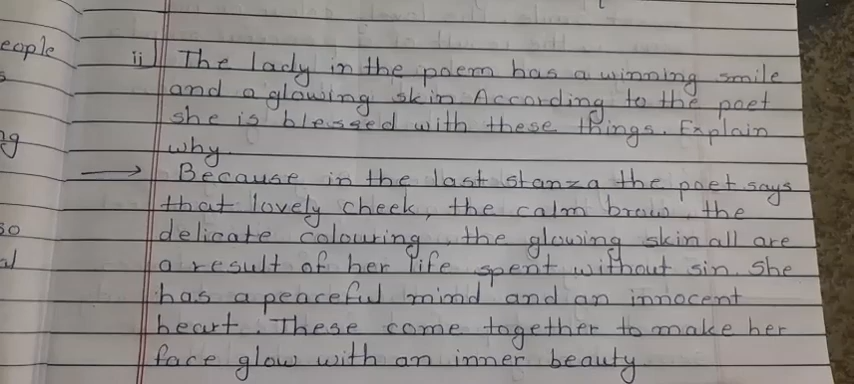 eople
ii) The lady in the poem has a winning smile
and a glowing skin According to the poet
she is blessed with these things. Explain
why
→ Because in the last stanza the poet says
that lovely cheek, the calm brow, the
so delicate colouring, the glowing skin all are
al a result of her life spent without sin. She
has a peaceful mind and an innocent
heart. These come together to make her
face glow with an inner beauty